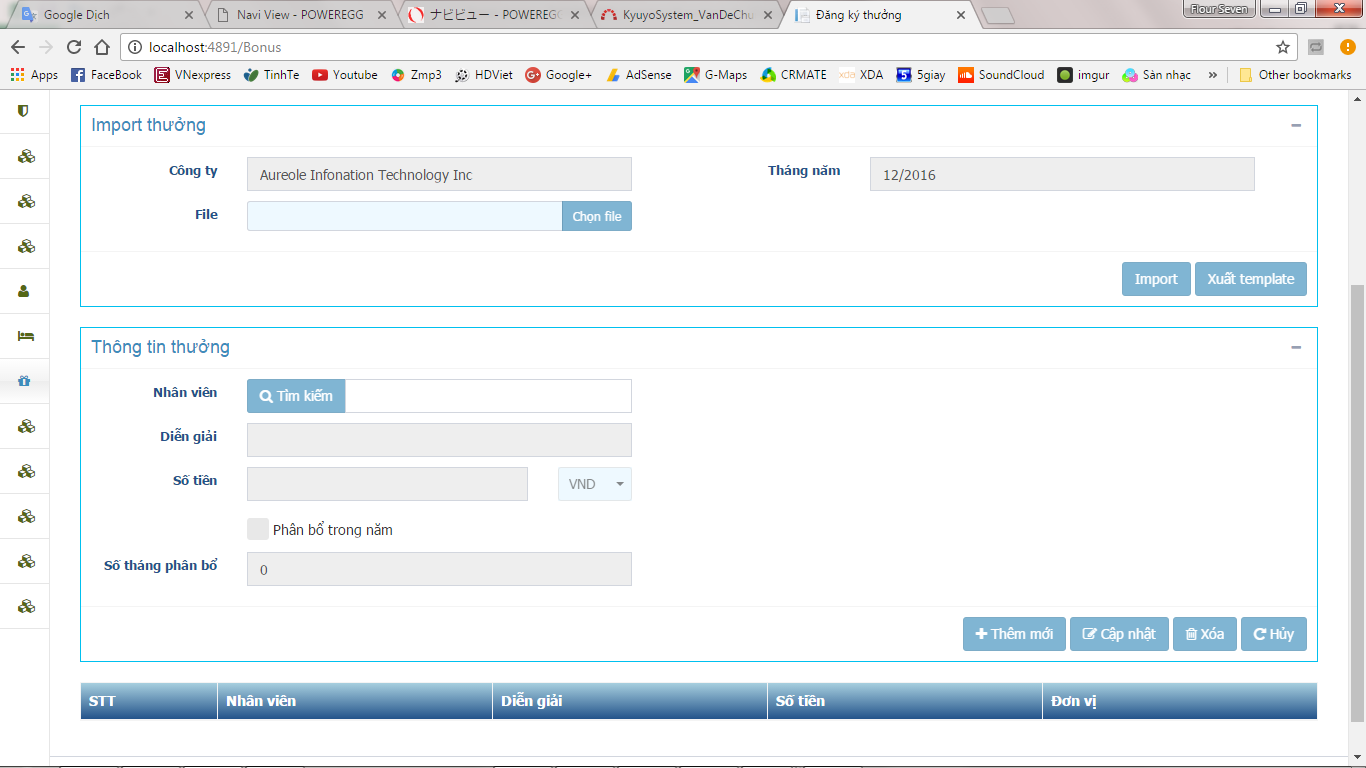 Google Dịch
Navi View - POWEREGG
ナビビュー - POWEREGG
KyuyoSystem_VanDeChu
Đăng ký thưởng
Flour Seven
localhost:4891/Bonus
Apps
FaceBook
VNexpress
TinhTe
Youtube
Zmp3
HDViet
Google+
AdSense
G-Maps
CRMATE
XDA
5giay
SoundCloud
imgur
Sàn nhạc
»
Other bookmarks
Import thưởng
Công ty
Aureole Infonation Technology Inc
Tháng năm
12/2016
File
Chọn file
Import
Xuất template
Thông tin thưởng
Nhân viên
Tìm kiếm
Diễn giải
Số tiền
VND
Phân bổ trong năm
Số tháng phân bổ
0
Thêm mới
Cập nhật
Xóa
Hủy
STT
Nhân viên
Diễn giải
Số tiền
Đơn vị